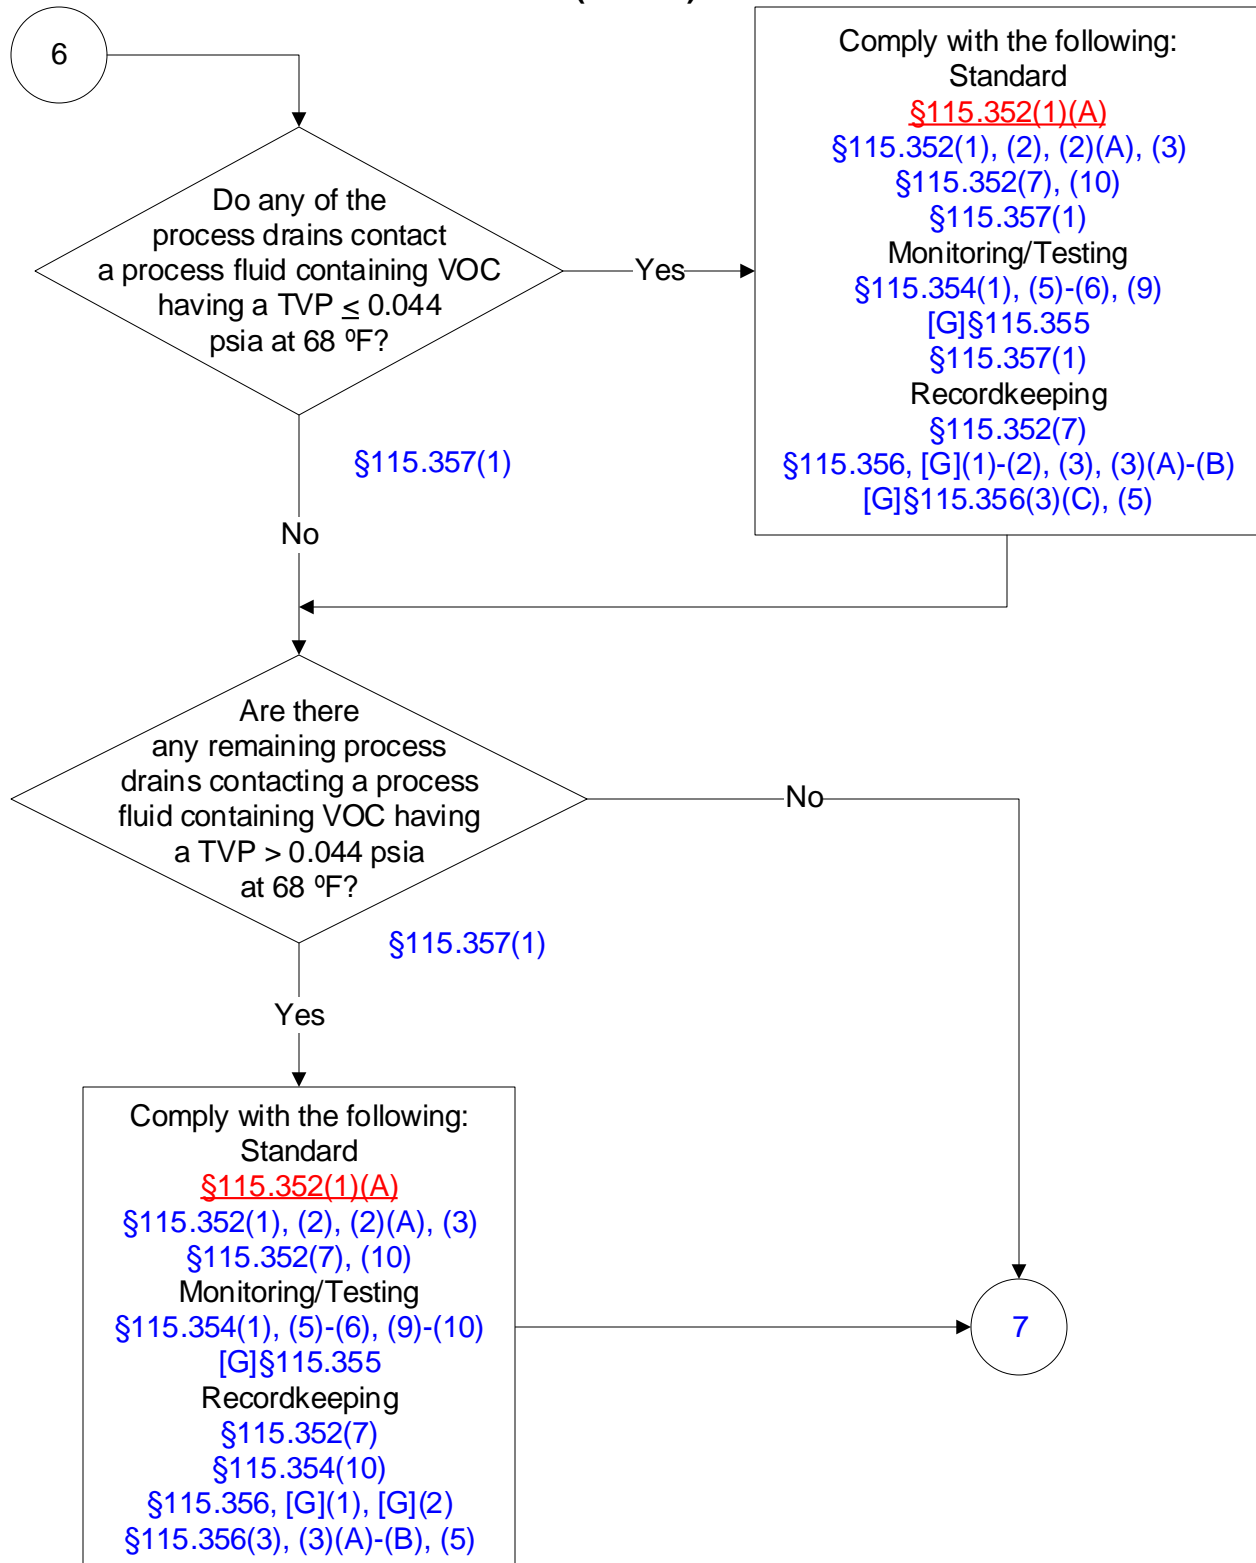 6
Do any of the
process drains contact
a process fluid containing VOC
having a TVP ≤ 0.044
psia at 68 ºF?
Yes
Comply with the following:
Standard
§115.352(1)(A)
§115.352(1), (2), (2)(A), (3)
§115.352(7), (10)
§115.357(1)
Monitoring/Testing
§115.354(1), (5)-(6), (9)
[G]§115.355
§115.357(1)
Recordkeeping
§115.352(7)
§115.356, [G](1)-(2), (3), (3)(A)-(B)
[G]§115.356(3)(C), (5)
§115.357(1)
No
Are there
any remaining process
drains contacting a process
fluid containing VOC having
a TVP > 0.044 psia
at 68 ºF?
No
§115.357(1)
Yes
Comply with the following:
Standard
§115.352(1)(A)
§115.352(1), (2), (2)(A), (3)
§115.352(7), (10)
Monitoring/Testing
§115.354(1), (5)-(6), (9)-(10)
[G]§115.355
Recordkeeping
§115.352(7)
§115.354(10)
§115.356, [G](1), [G](2)
§115.356(3), (3)(A)-(B), (5)
7